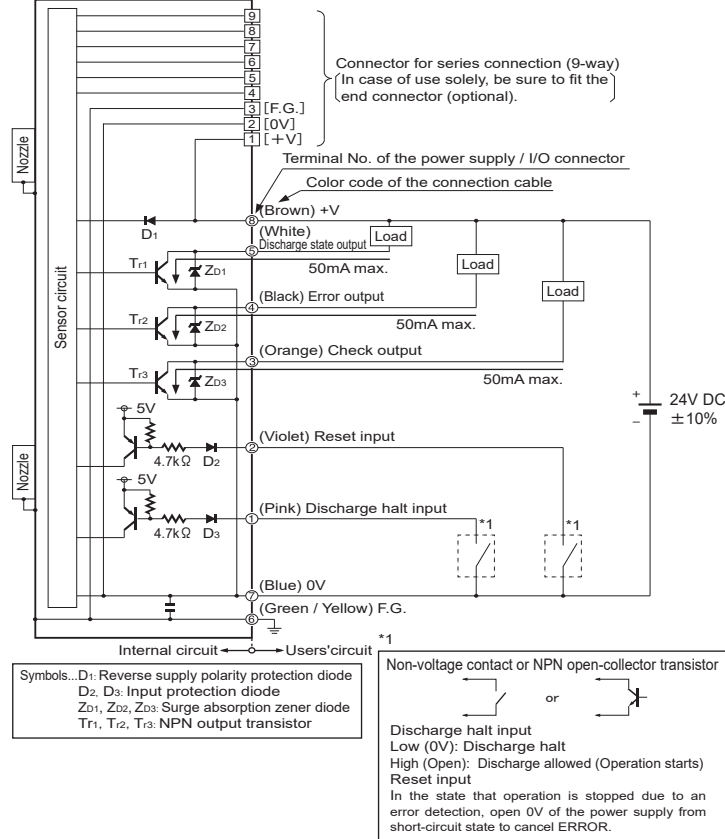 9
8
7
6
5
4
3 [F.G.]
2 [0V]
1 [+V]
Connector for series connection (9-way)
In case of use solely, be sure to fit the
end connector (optional).
Nozzle
Terminal No. of the power supply / I/O connector
Color code of the connection cable
8 (Brown) +V
D1
(White)
5 Discharge state output
Load
Tr1
ZD1
50mA max.
Load
4 (Black) Error output
Load
Tr2
ZD2
50mA max.
Sensor circuit
3 (Orange) Check output
Tr3
ZD3
50mA max.
+
−
24V DC
±10%
5V
2 (Violet) Reset input
4.7kΩ D2
Nozzle
5V
1 (Pink) Discharge halt input
4.7kΩ D3
*1
*1
7 (Blue) 0V
6 (Green / Yellow) F.G.
Internal circuit
Users'circuit
*1
Symbols...D1: Reverse supply polarity protection diode
D2, D3: Input protection diode
ZD1, ZD2, ZD3: Surge absorption zener diode
Tr1, Tr2, Tr3: NPN output transistor
Non-voltage contact or NPN open-collector transistor
or
Discharge halt input
Low (0V): Discharge halt
High (Open): Discharge allowed (Operation starts)
Reset input
In the state that operation is stopped due to an
error detection, open 0V of the power supply from
short-circuit state to cancel ERROR.